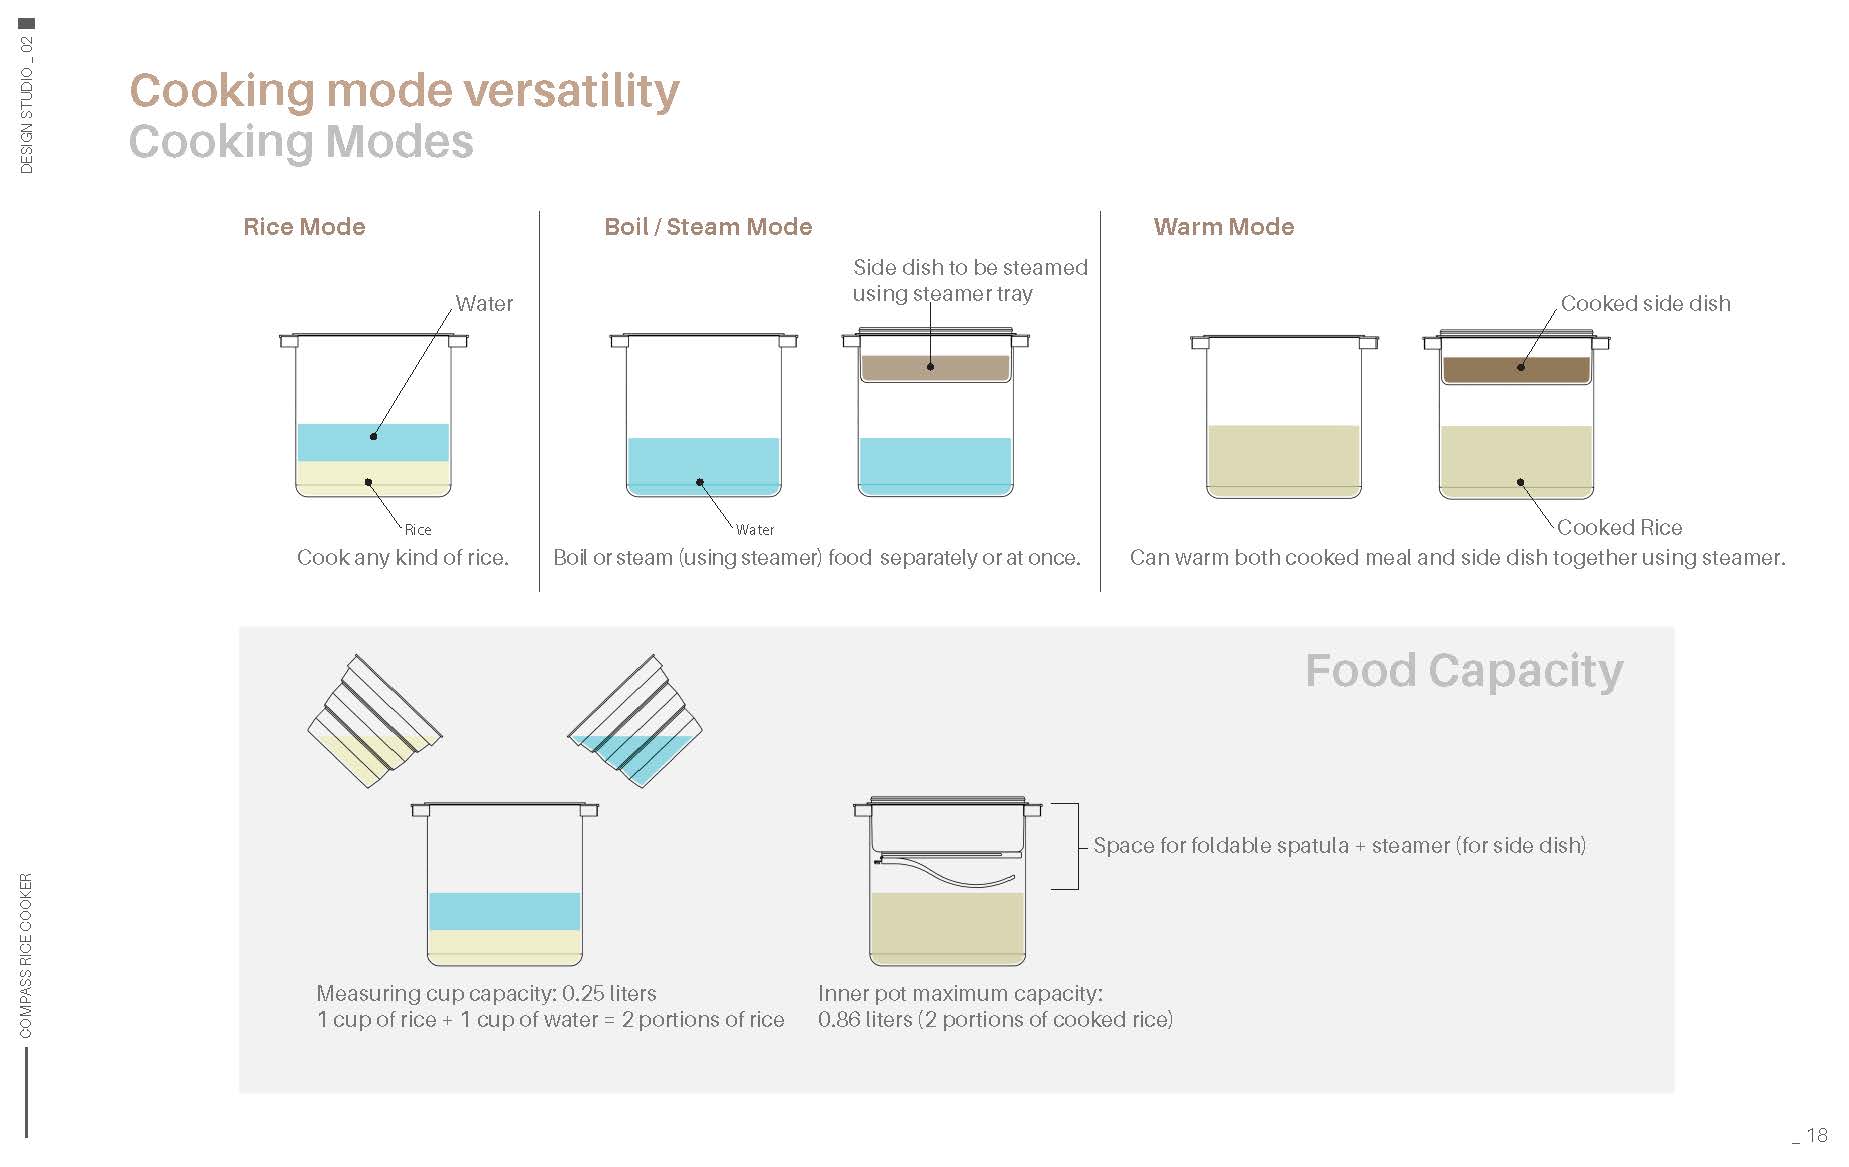 DESIGN STUDIO _ 02
Cooking mode versatility
Cooking Modes
Rice Mode
Water
Rice
Cook any kind of rice.
Boil / Steam Mode
Side dish to be steamed
using steamer tray
Water
Boil or steam (using steamer) food separately or at once.
Warm Mode
Cooked side dish
Cooked Rice
Can warm both cooked meal and side dish together using steamer.
Food Capacity
Measuring cup capacity: 0.25 liters
1 cup of rice + 1 cup of water = 2 portions of rice
Space for foldable spatula + steamer (for side dish)
Inner pot maximum capacity:
0.86 liters (2 portions of cooked rice)
COMPASS RICE COOKER
_ 18